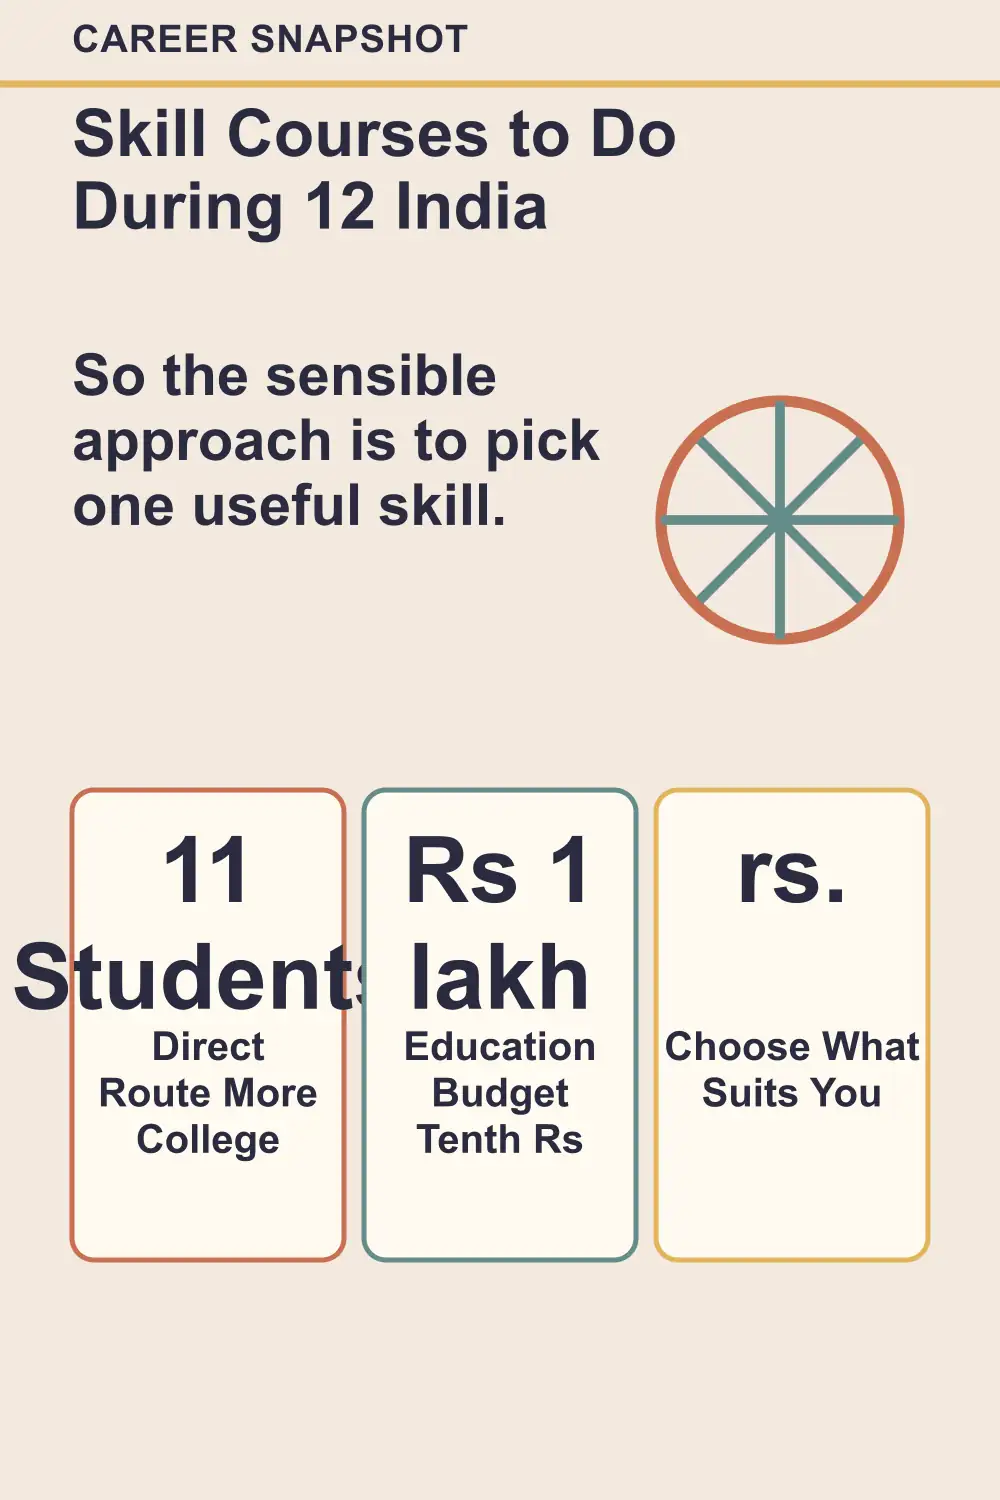 CAREER SNAPSHOT
Skill Courses to Do
During 12 India
So the sensible
approach is to pick
one useful skill.
11
Students
Direct
Route More
College
Rs 1
lakh
Education
Budget
Tenth Rs
rs.
Choose What
Suits You